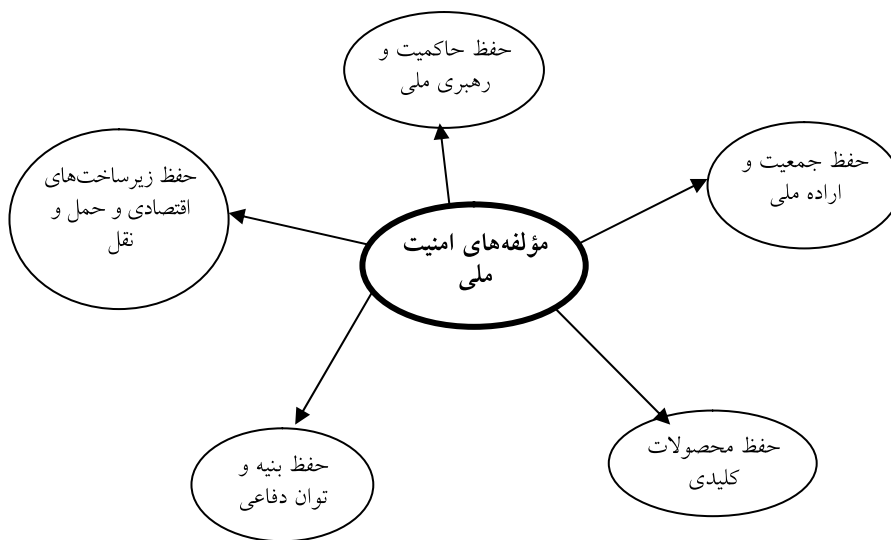 حفظ حاکمیت و
رهبری ملی
حفظ جمعیت و
اراده ملی
حفظ زیرساخت‌های
اقتصادی و حمل و
نقل
مؤلفه‌های امنیت
ملی
حفظ محصولات
کلیدی
حفظ بنیه و
توان دفاعی